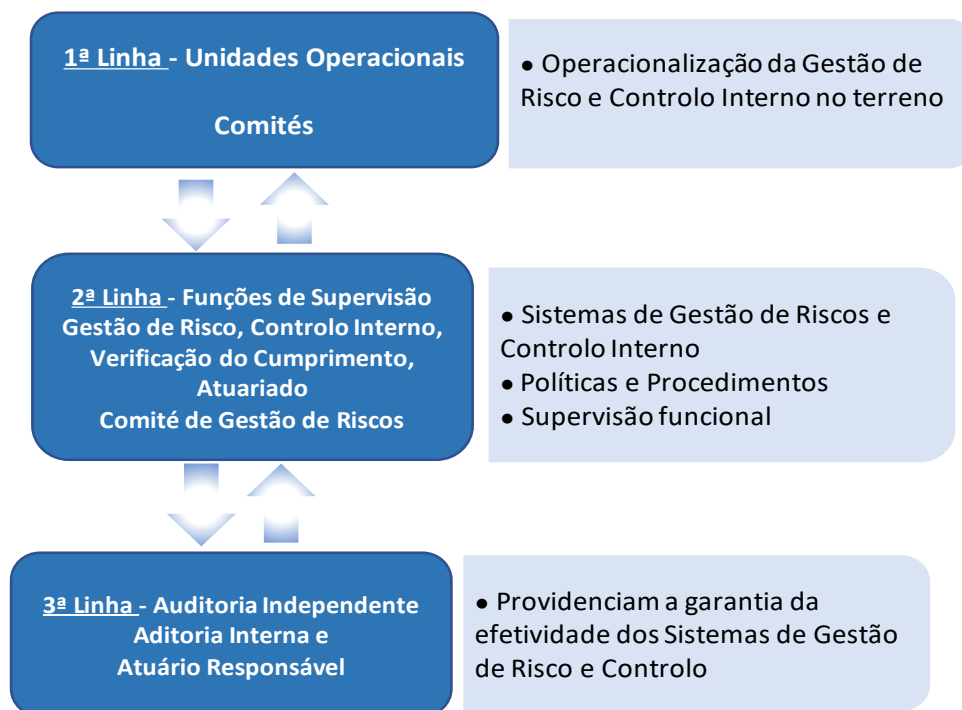 1ª Linha - Unidades Operacionais
Comités
● Operacionalização da Gestão de
Risco e Controlo Interno no terreno
2ª Linha - Funções de Supervisão
Gestão de Risco, Controlo Interno,
Verificação do Cumprimento,
Atuariado
Comité de Gestão de Riscos
● Sistemas de Gestão de Riscos e
Controlo Interno
● Políticas e Procedimentos
● Supervisão funcional
3ª Linha - Auditoria Independente
Aditoria Interna e
Atuário Responsável
● Providenciam a garantia da
efetividade dos Sistemas de Gestão
de Risco e Controlo